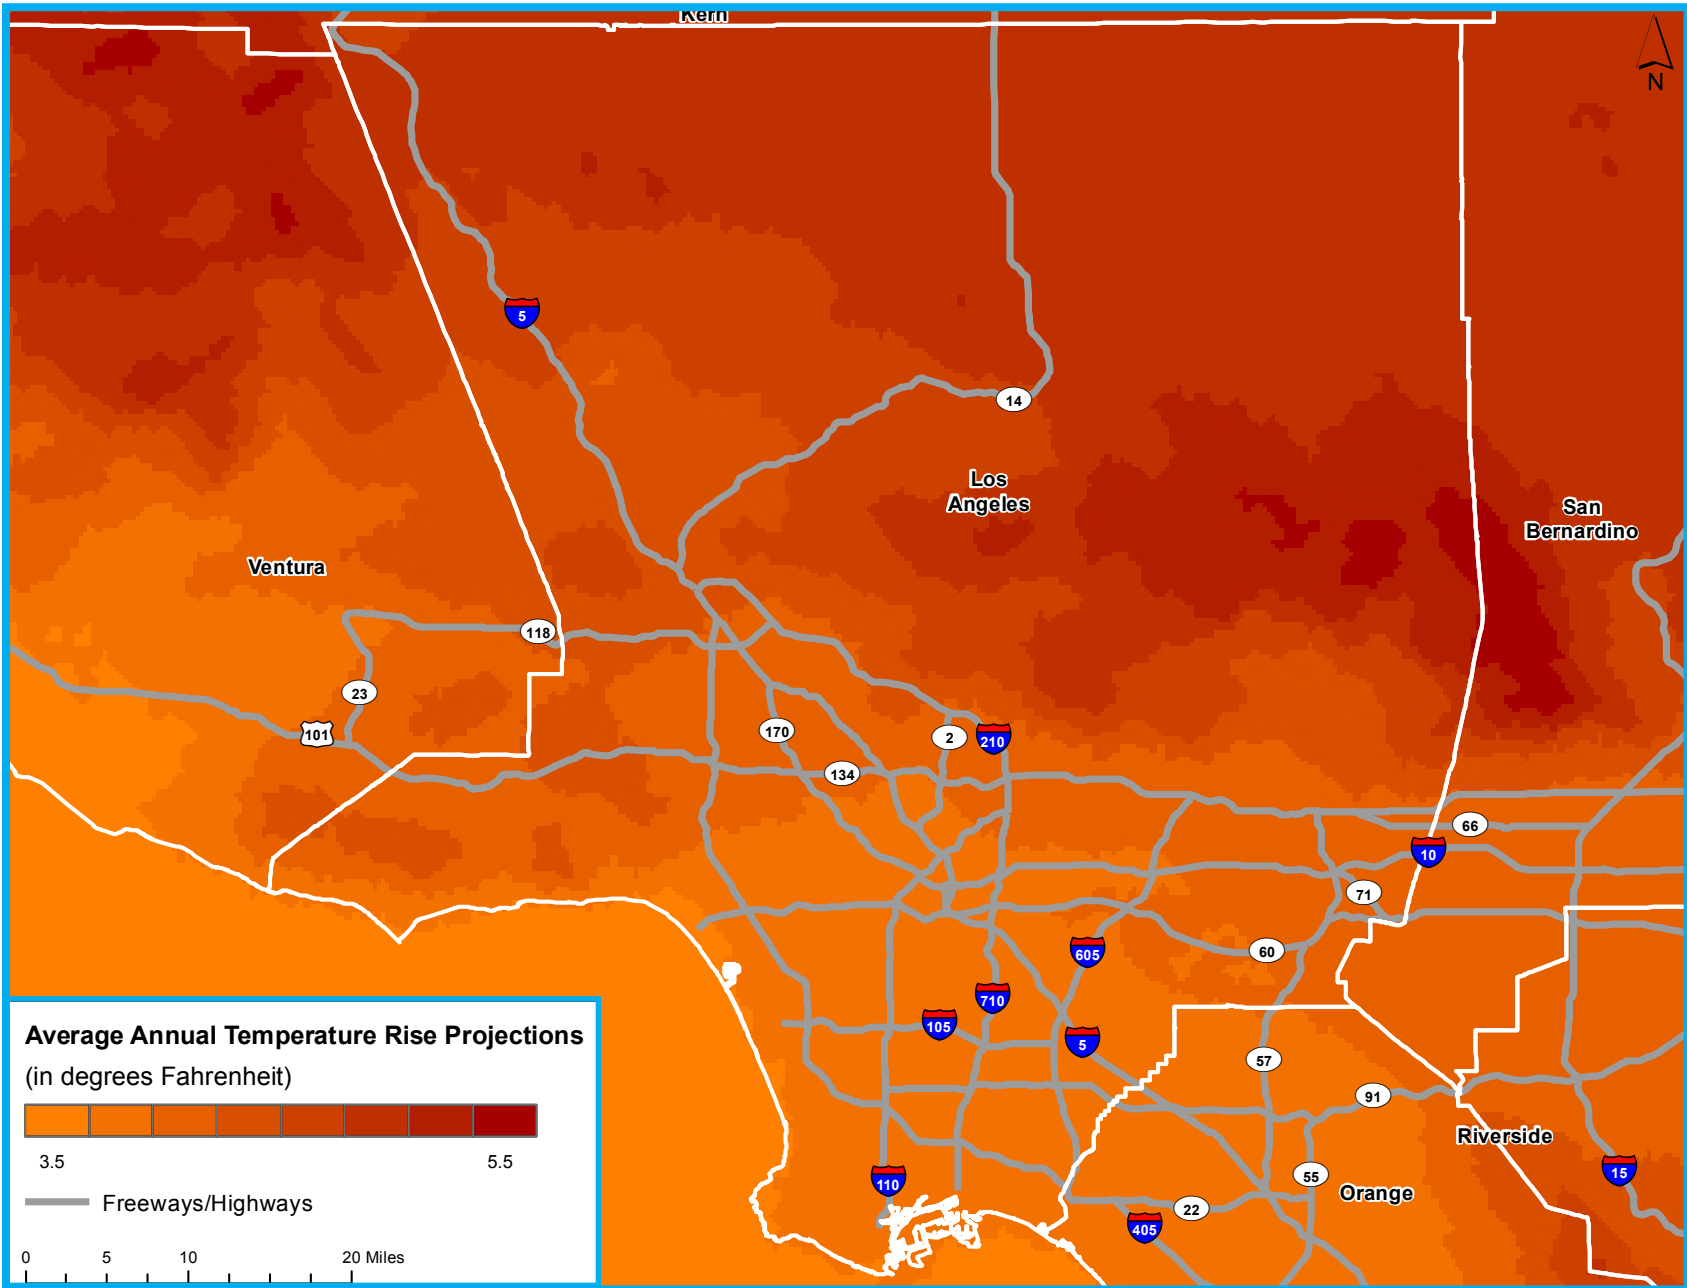 Kern
N
5
14
Los
Angeles
San
Bernardino
Ventura
118
23
101
170
2
210
134
66
10
71
605
60
710
105
5
57
91
Riverside
15
110
55
Orange
22
405
Average Annual Temperature Rise Projections
(in degrees Fahrenheit)
3.5 5.5
Freeways/Highways
0 5 10 20 Miles